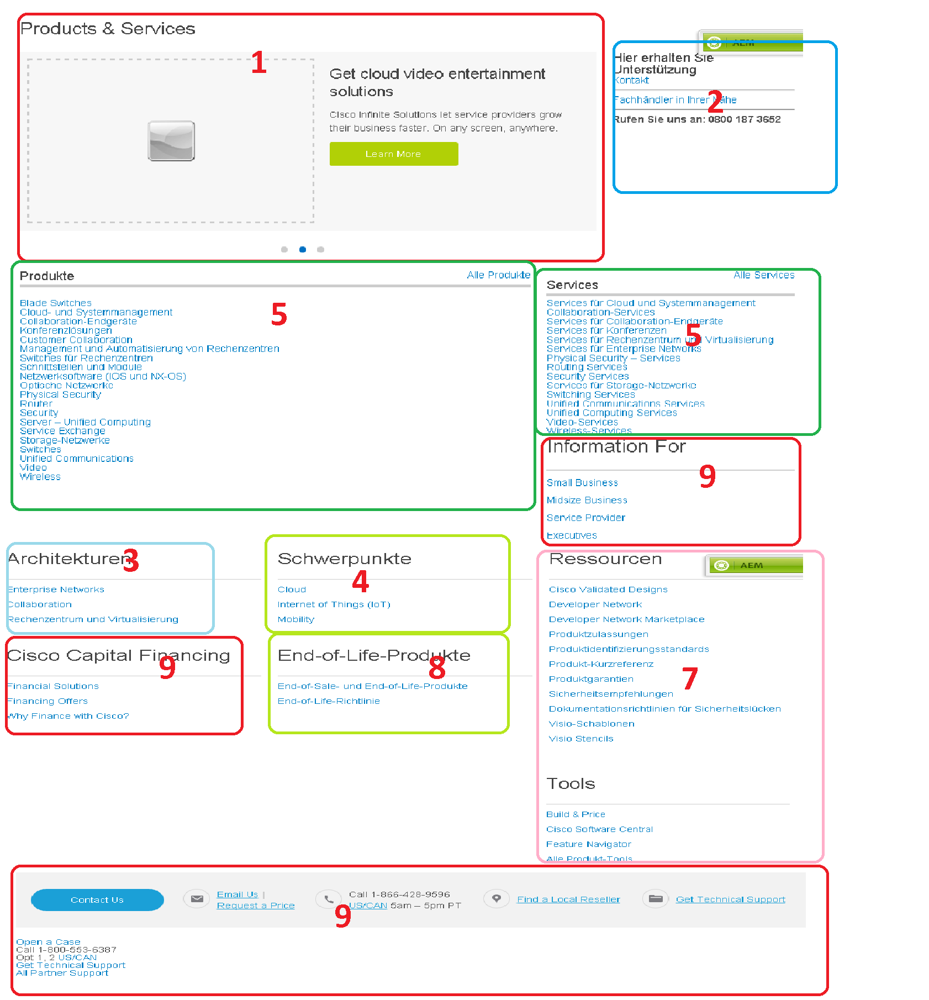 Products & Services
1
Get cloud video entertainment
solutions
Cisco Infinite Solutions let service providers grow
their business faster. On any screen, anywhere.
Learn More
AEM
Hier erhalten Sie
Unterstützung
Kontakt
2
Fachhändler in Ihrer Nähe
Rufen Sie uns an: 0800 187 3652
Produkte
Alle Produkte
5
Blade Switches
Cloud- und Systemmanagement
Collaboration-Endgeräte
Konferenzlösungen
Customer Collaboration
Management und Automatisierung von Rechenzentren
Switches für Rechenzentren
Schnittstellen und Module
Netzwerksoftware (IOS und NX-OS)
Optische Netzwerke
Physical Security
Router
Security
Server – Unified Computing
Service Exchange
Storage-Netzwerke
Switches
Unified Communications
Video
Wireless
Alle Services
Services
5
Services für Cloud und Systemmanagement
Collaboration-Services
Services für Collaboration-Endgeräte
Services für Konferenzen
Services für Rechenzentrum und Virtualisierung
Services für Enterprise Networks
Physical Security – Services
Routing Services
Security Services
Services für Storage-Netzwerke
Switching Services
Unified Communications Services
Unified Computing Services
Video-Services
Wireless-Services
Information For
9
Small Business
Midsize Business
Service Provider
Executives
Architekturen
3
Enterprise Networks
Collaboration
Rechenzentrum und Virtualisierung
Schwerpunkte
4
Cloud
Internet of Things (IoT)
Mobility
Ressourcen
AEM
Cisco Validated Designs
Developer Network
Developer Network Marketplace
Produktzulassungen
Produktidentifizierungsstandards
Produkt-Kurzreferenz
Produktgarantien
7
Sicherheitsempfehlungen
Dokumentationsrichtlinien für Sicherheitslücken
Visio-Schablonen
Visio Stencils
Cisco Capital Financing
9
Financial Solutions
Financing Offers
Why Finance with Cisco?
End-of-Life-Produkte
8
End-of-Sale- und End-of-Life-Produkte
End-of-Life-Richtlinie
Tools
Build & Price
Cisco Software Central
Feature Navigator
Alle Produkt-Tools
Contact Us
Email Us |
Request a Price
Call 1-866-428-9596
US/CAN 5am – 5pm PT
9
Find a Local Reseller
Get Technical Support
Open a Case
Call 1-800-553-6387
Opt 1, 2 US/CAN
Get Technical Support
All Partner Support